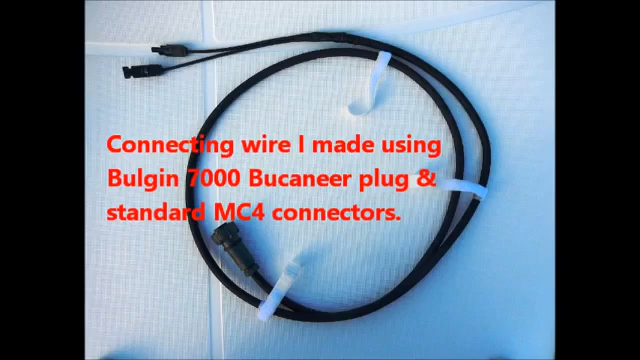 Connecting wire I made using
Bulgin 7000 Bucaneer plug &
standard MC4 connectors.